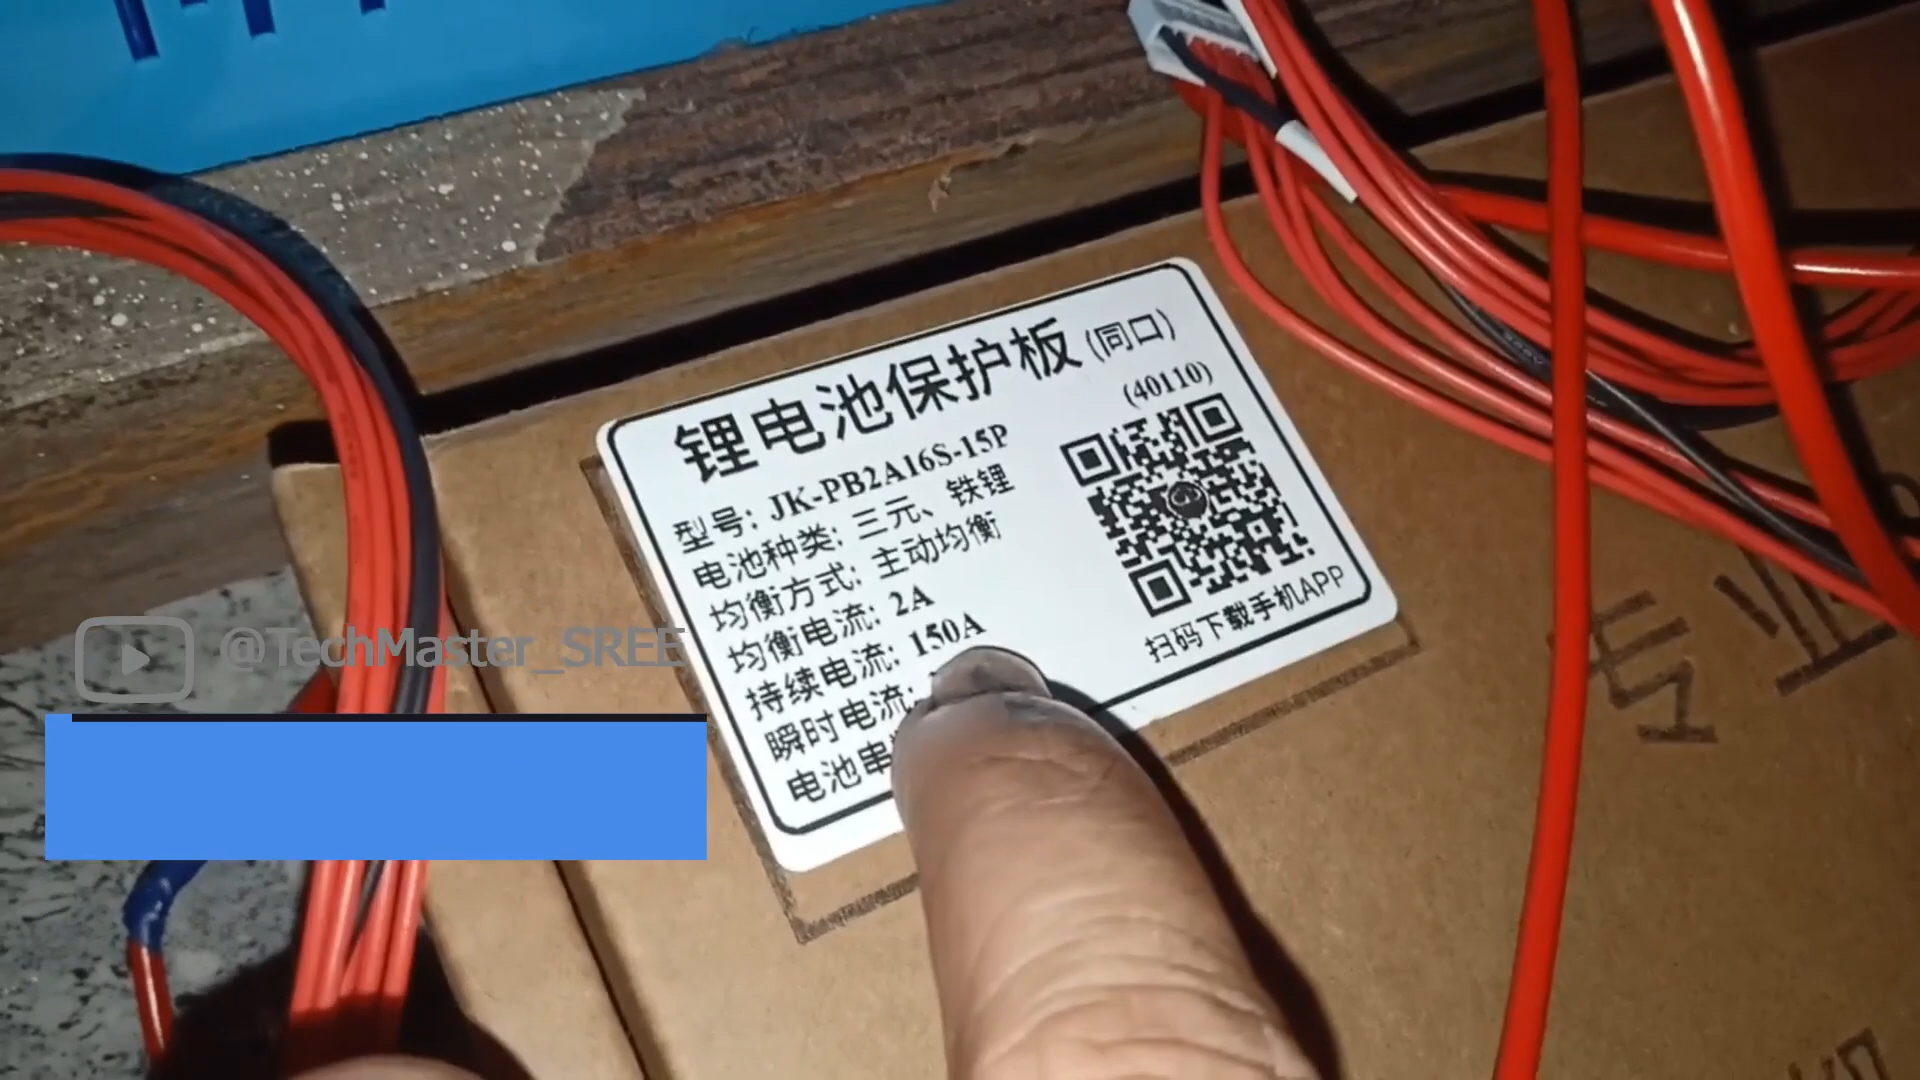 锂电池保护板(同口)
(40110)
型号: JK-PB2A16S-15P
电池种类: 三元、铁锂
均衡方式: 主动均衡
均衡电流: 2A
持续电流: 150A
瞬时电流:
电池串
扫码下载手机APP
@TechMaster_SREE
专业